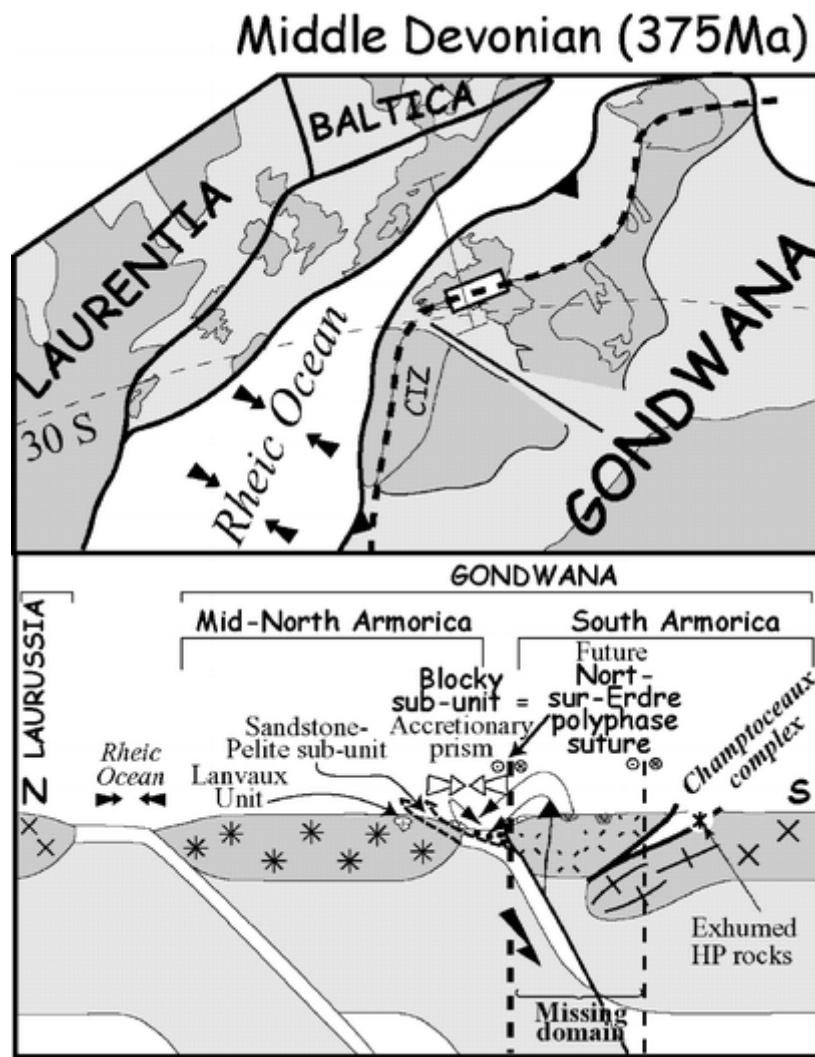 Middle Devonian (375Ma)
BALTICA
LAURENTIA
GONDWANA
Rheic Ocean
CIZ
30 S
GONDWANA
LAURUSSIA
N
Mid-North Armorica
South Armorica
Future
Nort-
sur-Erdre
polyphase
suture
Blocky
sub-unit =
Accretionary
prism
Sandstone-
Pelite sub-unit
Lanvaux
Unit
Rheic
Ocean
Champtoceaux
complex
S
Exhumed
HP rocks
Missing
domain